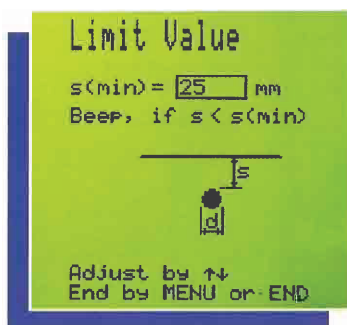 Limit Value
s(min)= 25 mm
Beep, if s < s(min)
s
d
Adjust by ↑↓
End by MENU or END